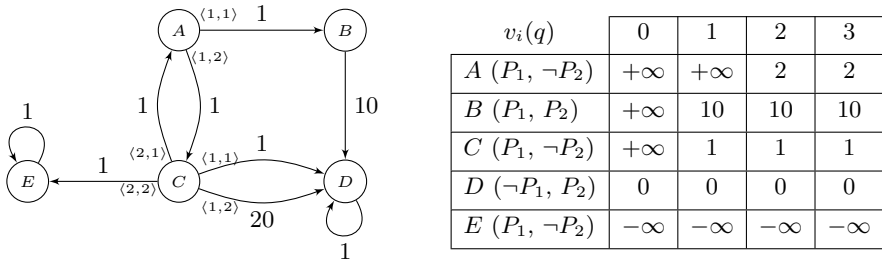 A ⟨1,1⟩ 1 B
⟨1,2⟩
1 1 10
1
E 1 ⟨2,1⟩ C ⟨1,1⟩ 1 D
⟨2,2⟩ ⟨1,2⟩ 20
1
v_i(q) 0 1 2 3
A (P_1, ¬P_2) +∞ +∞ 2 2
B (P_1, P_2) +∞ 10 10 10
C (P_1, ¬P_2) +∞ 1 1 1
D (¬P_1, P_2) 0 0 0 0
E (P_1, ¬P_2) −∞ −∞ −∞ −∞